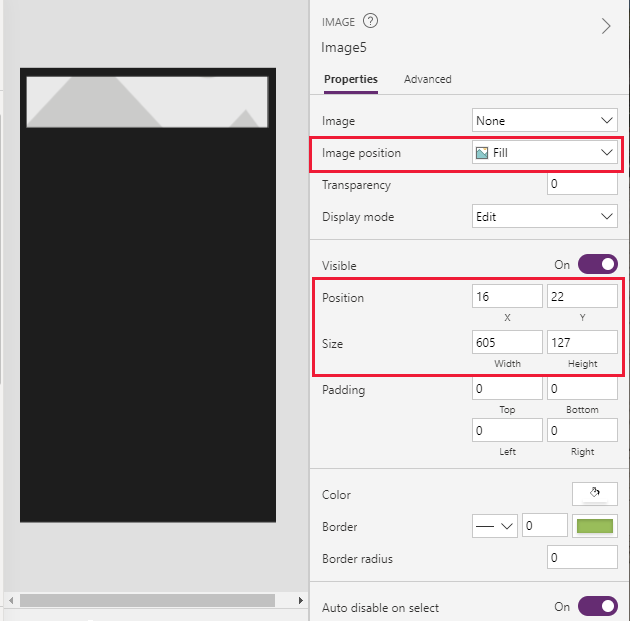 IMAGE ?
Image5
Properties Advanced
Image None
Image position Fill
Transparency 0
Display mode Edit
Visible On
Position 16 22
X Y
Size 605 127
Width Height
Padding 0 0
Top Bottom
0 0
Left Right
Color
Border 0
Border radius 0
Auto disable on select On